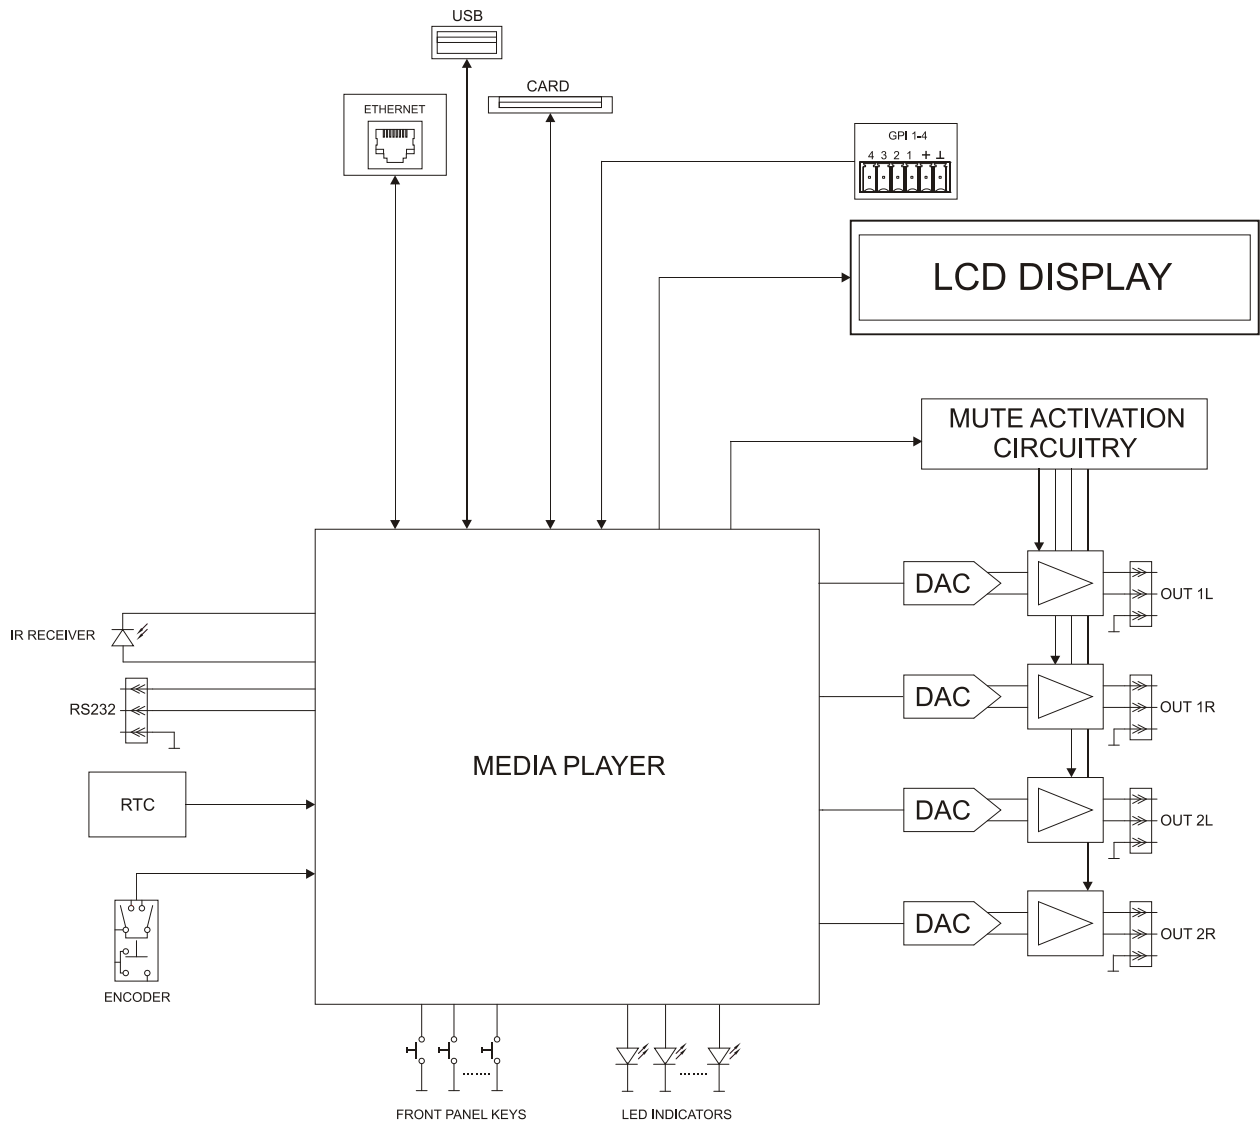 USB
CARD
ETHERNET
GPI 1-4
4 3 2 1 + ⊥
LCD DISPLAY
MUTE ACTIVATION
CIRCUITRY
DAC
OUT 1L
IR RECEIVER
RS232
DAC
OUT 1R
MEDIA PLAYER
RTC
DAC
OUT 2L
DAC
OUT 2R
ENCODER
FRONT PANEL KEYS
LED INDICATORS